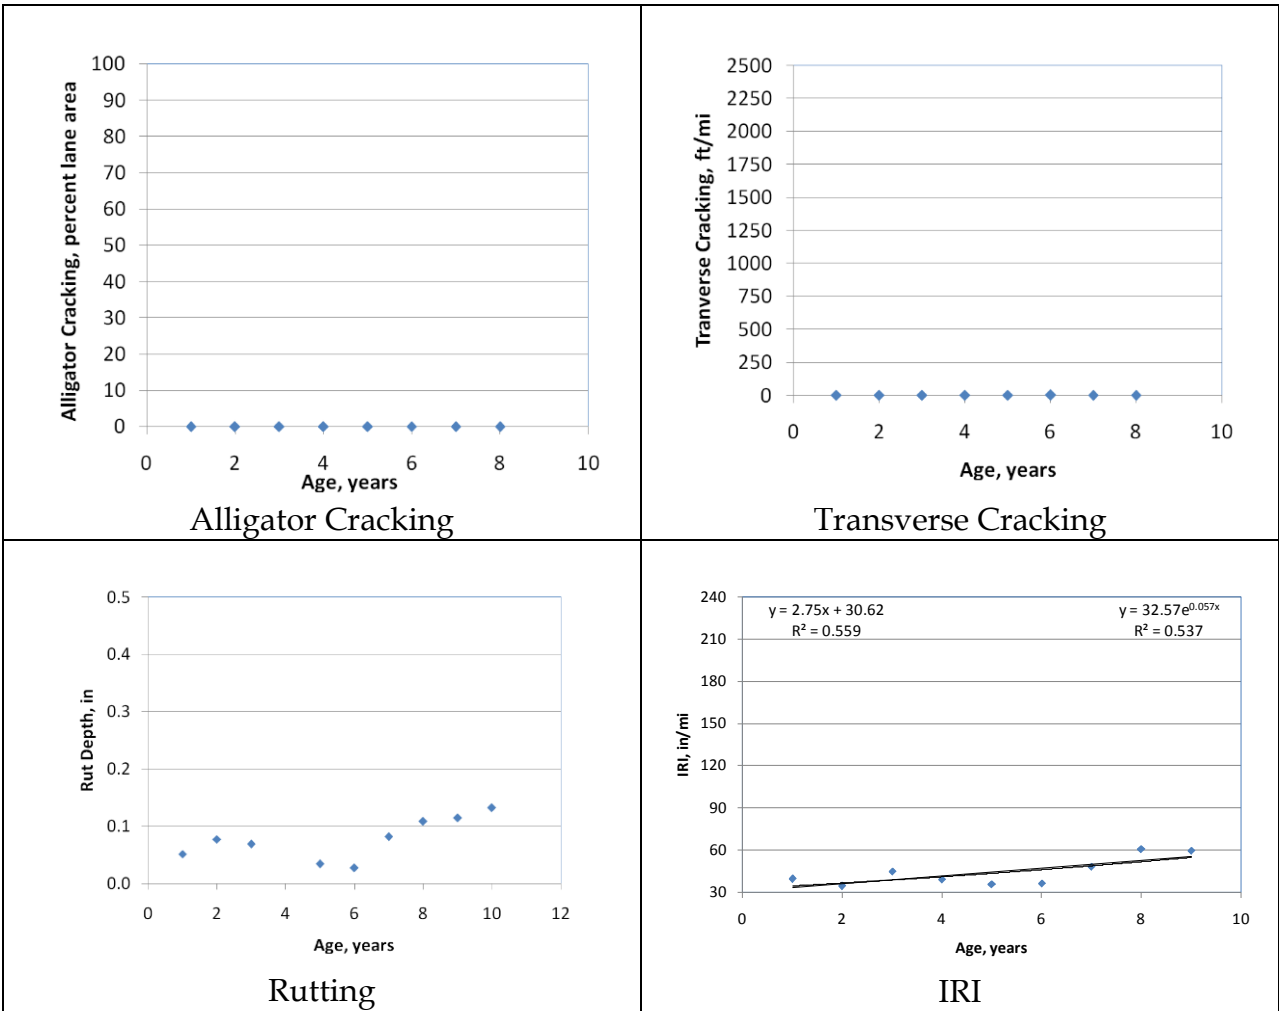 Alligator Cracking, percent lane area
100
90
80
70
60
50
40
30
20
10
0
0 2 4 6 8 10
Age, years
Alligator Cracking
Tranverse Cracking, ft/mi
2500
2250
2000
1750
1500
1250
1000
750
500
250
0
0 2 4 6 8 10
Age, years
Transverse Cracking
Rut Depth, in
0.5
0.4
0.3
0.2
0.1
0.0
0 2 4 6 8 10 12
Age, years
Rutting
IRI, in/mi
240
210
180
150
120
90
60
30
y = 2.75x + 30.62
R² = 0.559
y = 32.57e^0.057x
R² = 0.537
0 2 4 6 8 10
Age, years
IRI